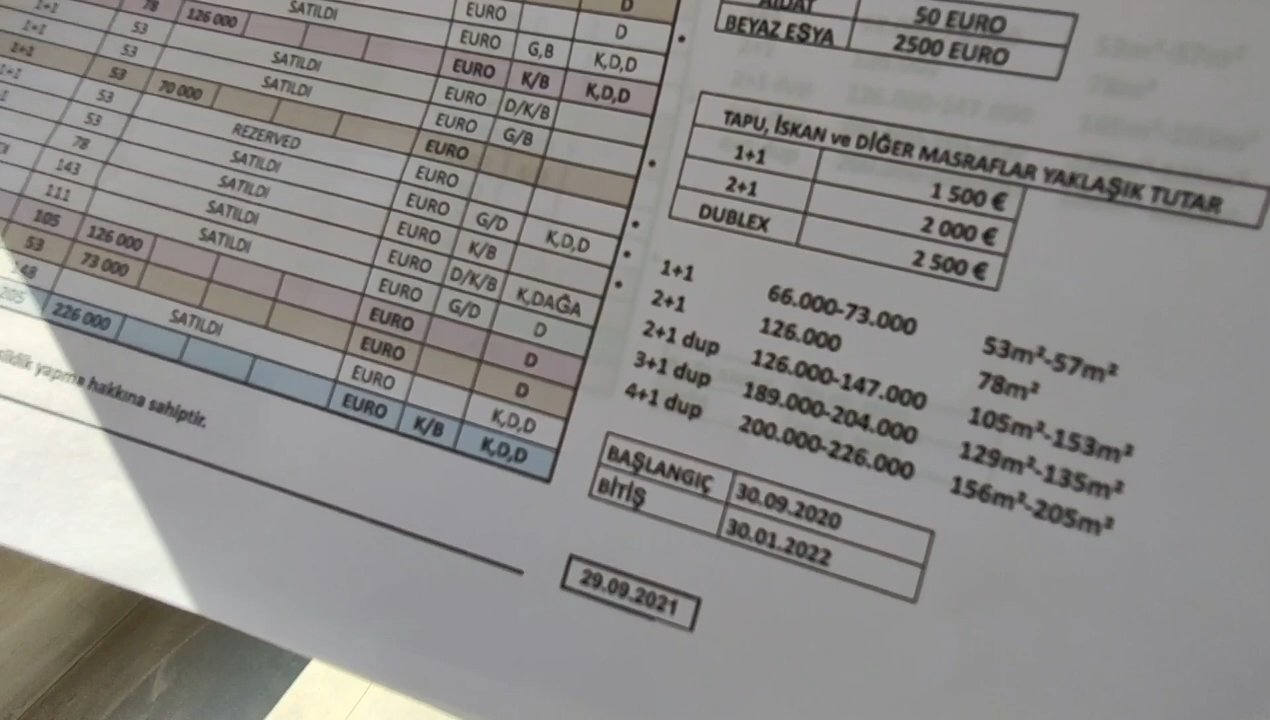 1+1 78 126 000 SATILDI EURO D
1+1 53 EURO G,B D
1+1 53 SATILDI EURO K/B K,D,D
1+1 53 70 000 SATILDI EURO D/K/B K,D,D
53 EURO G/B
53 REZERVED EURO
78 SATILDI EURO
143 SATILDI EURO G/D
111 SATILDI EURO K/B K,D,D
105 126 000 SATILDI EURO D/K/B
53 73 000 EURO G/D K,DAĞA
148 EURO D
205 226 000 SATILDI EURO D
EURO D
EURO K,D,D
EURO K/B K,D,D
yapma hakkına sahiptir.
AİDAT 50 EURO
BEYAZ EŞYA 2500 EURO
TAPU, İSKAN ve DİĞER MASRAFLAR YAKLAŞIK TUTAR
1+1 1 500 €
2+1 2 000 €
DUBLEX 2 500 €
1+1 66.000-73.000 53m²-57m²
2+1 126.000 78m²
2+1 dup 126.000-147.000 105m²-153m²
3+1 dup 189.000-204.000 129m²-135m²
4+1 dup 200.000-226.000 156m²-205m²
BAŞLANGIÇ 30.09.2020
BİTİŞ 30.01.2022
29.09.2021